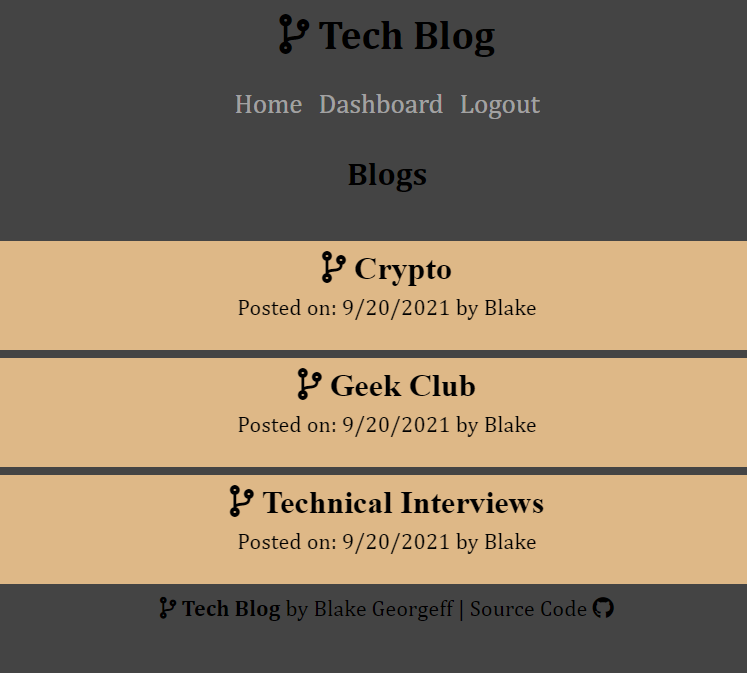 Tech Blog
Home Dashboard Logout
Blogs
Crypto
Posted on: 9/20/2021 by Blake
Geek Club
Posted on: 9/20/2021 by Blake
Technical Interviews
Posted on: 9/20/2021 by Blake
Tech Blog by Blake Georgeff | Source Code